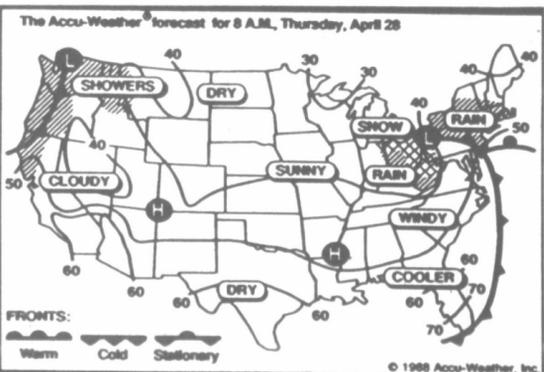 The Accu-Weather® forecast for 8 A.M., Thursday, April 28
40
30
30
40
40
L
SHOWERS
DRY
SNOW
40
L
RAIN
50
40
SUNNY
RAIN
50
CLOUDY
H
WINDY
H
60
60
60
DRY
60
60
COOLER
60
70
70
FRONTS:
Warm Cold Stationary
© 1988 Accu-Weather, Inc.